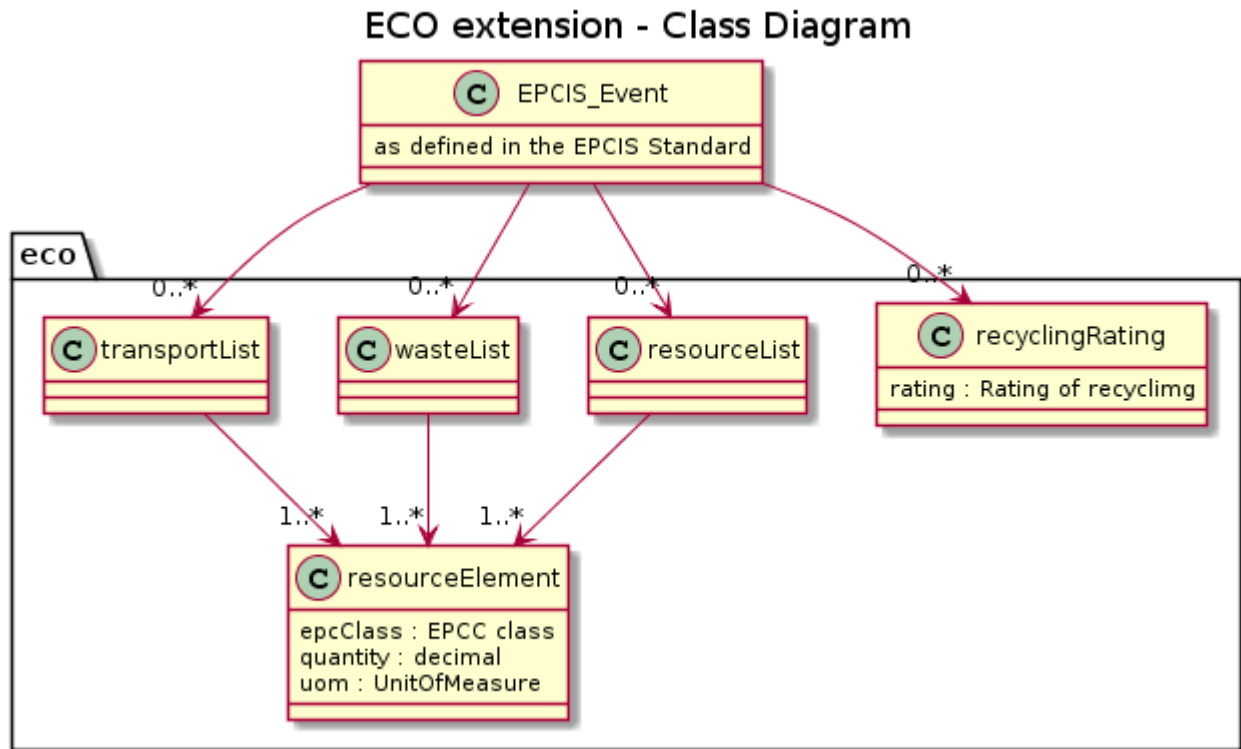 ECO extension - Class Diagram
C EPCIS_Event
as defined in the EPCIS Standard
eco
0..* 0..* 0..* 0..*
C transportList
C wasteList
C resourceList
C recyclingRating
rating : Rating of recyclimg
1..* 1..* 1..*
C resourceElement
epcClass : EPCC class
quantity : decimal
uom : UnitOfMeasure